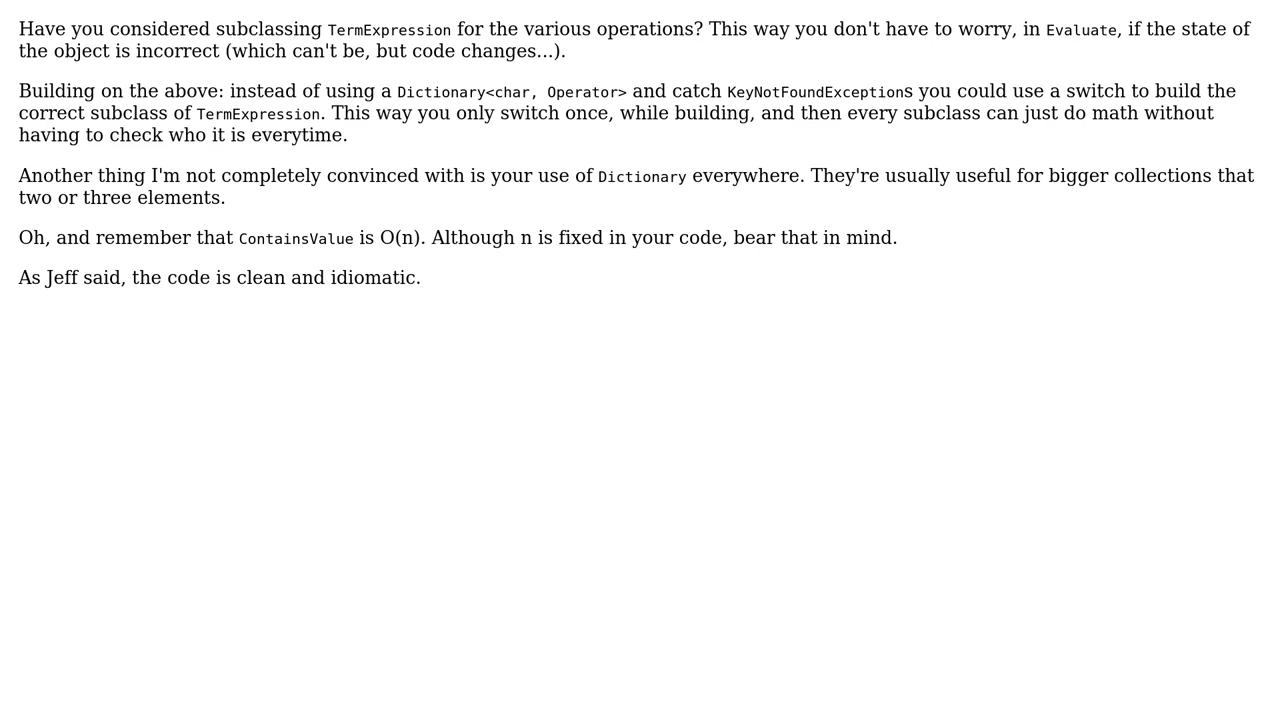 Have you considered subclassing TermExpression for the various operations? This way you don't have to worry, in Evaluate, if the state of
the object is incorrect (which can't be, but code changes...).
Building on the above: instead of using a Dictionary<char, Operator> and catch KeyNotFoundExceptions you could use a switch to build the
correct subclass of TermExpression. This way you only switch once, while building, and then every subclass can just do math without
having to check who it is everytime.
Another thing I'm not completely convinced with is your use of Dictionary everywhere. They're usually useful for bigger collections that
two or three elements.
Oh, and remember that ContainsValue is O(n). Although n is fixed in your code, bear that in mind.
As Jeff said, the code is clean and idiomatic.